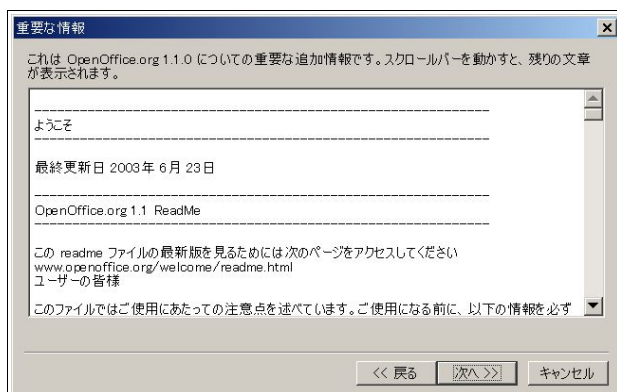 重要な情報
これは OpenOffice.org 1.1.0 についての重要な追加情報です。スクロールバーを動かすと、残りの文章
が表示されます。
------------------------------------------------------------
ようこそ
------------------------------------------------------------
最終更新日 2003年 6月 23日
------------------------------------------------------------
OpenOffice.org 1.1 ReadMe
------------------------------------------------------------
この readme ファイルの最新版を見るためには次のページをアクセスしてください
www.openoffice.org/welcome/readme.html
ユーザーの皆様
このファイルではご使用にあたっての注意点を述べています。ご使用になる前に、以下の情報を必ず
<< 戻る 次へ >> キャンセル